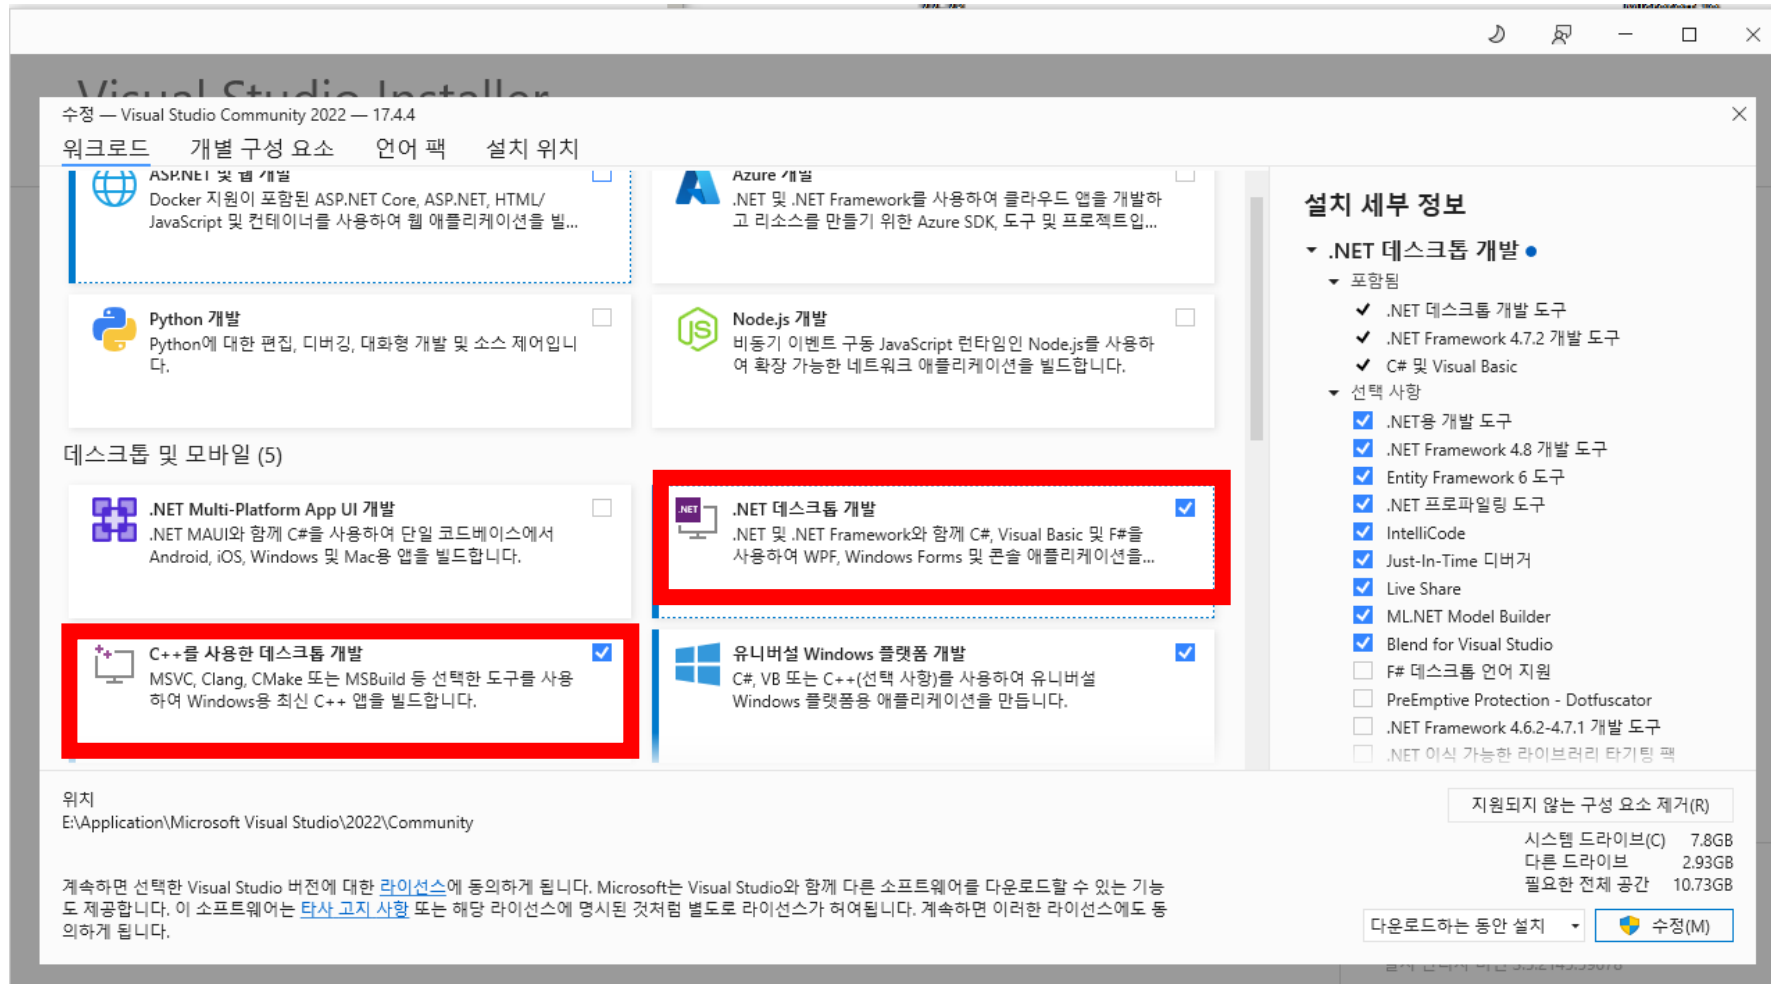 Visual Studio Installer
수정 — Visual Studio Community 2022 — 17.4.4
워크로드 개별 구성 요소 언어 팩 설치 위치
ASP.NET 및 웹 개발
Docker 지원이 포함된 ASP.NET Core, ASP.NET, HTML/
JavaScript 및 컨테이너를 사용하여 웹 애플리케이션을 빌...
Azure 개발
.NET 및 .NET Framework를 사용하여 클라우드 앱을 개발하
고 리소스를 만들기 위한 Azure SDK, 도구 및 프로젝트입...
Python 개발
Python에 대한 편집, 디버깅, 대화형 개발 및 소스 제어입니
다.
JS
Node.js 개발
비동기 이벤트 구동 JavaScript 런타임인 Node.js를 사용하
여 확장 가능한 네트워크 애플리케이션을 빌드합니다.
데스크톱 및 모바일 (5)
.NET Multi-Platform App UI 개발
.NET MAUI와 함께 C#을 사용하여 단일 코드베이스에서
Android, iOS, Windows 및 Mac용 앱을 빌드합니다.
.NET
.NET 데스크톱 개발
.NET 및 .NET Framework와 함께 C#, Visual Basic 및 F#을
사용하여 WPF, Windows Forms 및 콘솔 애플리케이션을...
C++를 사용한 데스크톱 개발
MSVC, Clang, CMake 또는 MSBuild 등 선택한 도구를 사용
하여 Windows용 최신 C++ 앱을 빌드합니다.
유니버설 Windows 플랫폼 개발
C#, VB 또는 C++(선택 사항)를 사용하여 유니버설
Windows 플랫폼용 애플리케이션을 만듭니다.
설치 세부 정보
.NET 데스크톱 개발
포함됨
.NET 데스크톱 개발 도구
.NET Framework 4.7.2 개발 도구
C# 및 Visual Basic
선택 사항
.NET용 개발 도구
.NET Framework 4.8 개발 도구
Entity Framework 6 도구
.NET 프로파일링 도구
IntelliCode
Just-In-Time 디버거
Live Share
ML.NET Model Builder
Blend for Visual Studio
F# 데스크톱 언어 지원
PreEmptive Protection - Dotfuscator
.NET Framework 4.6.2-4.7.1 개발 도구
.NET 이식 가능한 라이브러리 타기팅 팩
위치
E:\Application\Microsoft Visual Studio\2022\Community
지원되지 않는 구성 요소 제거(R)
시스템 드라이브(C) 7.8GB
다른 드라이브 2.93GB
필요한 전체 공간 10.73GB
계속하면 선택한 Visual Studio 버전에 대한 라이선스에 동의하게 됩니다. Microsoft는 Visual Studio와 함께 다른 소프트웨어를 다운로드할 수 있는 기능
도 제공합니다. 이 소프트웨어는 타사 고지 사항 또는 해당 라이선스에 명시된 것처럼 별도로 라이선스가 허여됩니다. 계속하면 이러한 라이선스에도 동
의하게 됩니다.
다운로드하는 동안 설치 수정(M)